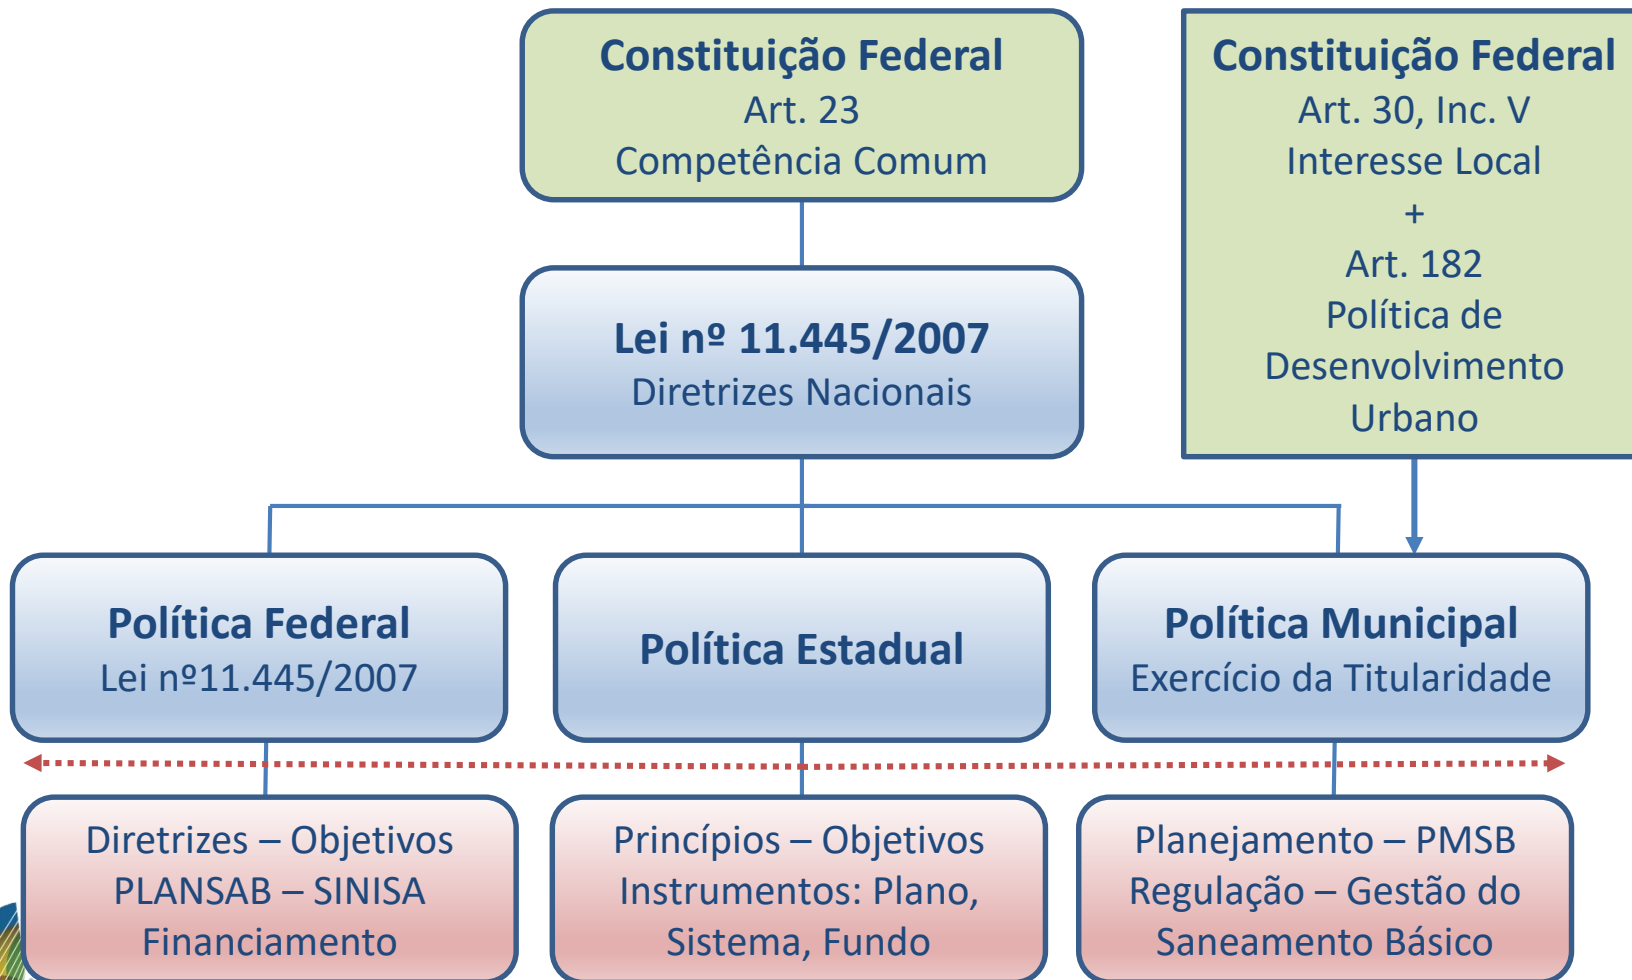 Constituição Federal
Art. 23
Competência Comum
Constituição Federal
Art. 30, Inc. V
Interesse Local
+
Art. 182
Política de
Desenvolvimento
Urbano
Lei nº 11.445/2007
Diretrizes Nacionais
Política Federal
Lei nº11.445/2007
Política Estadual
Política Municipal
Exercício da Titularidade
Diretrizes – Objetivos
PLANSAB – SINISA
Financiamento
Princípios – Objetivos
Instrumentos: Plano,
Sistema, Fundo
Planejamento – PMSB
Regulação – Gestão do
Saneamento Básico